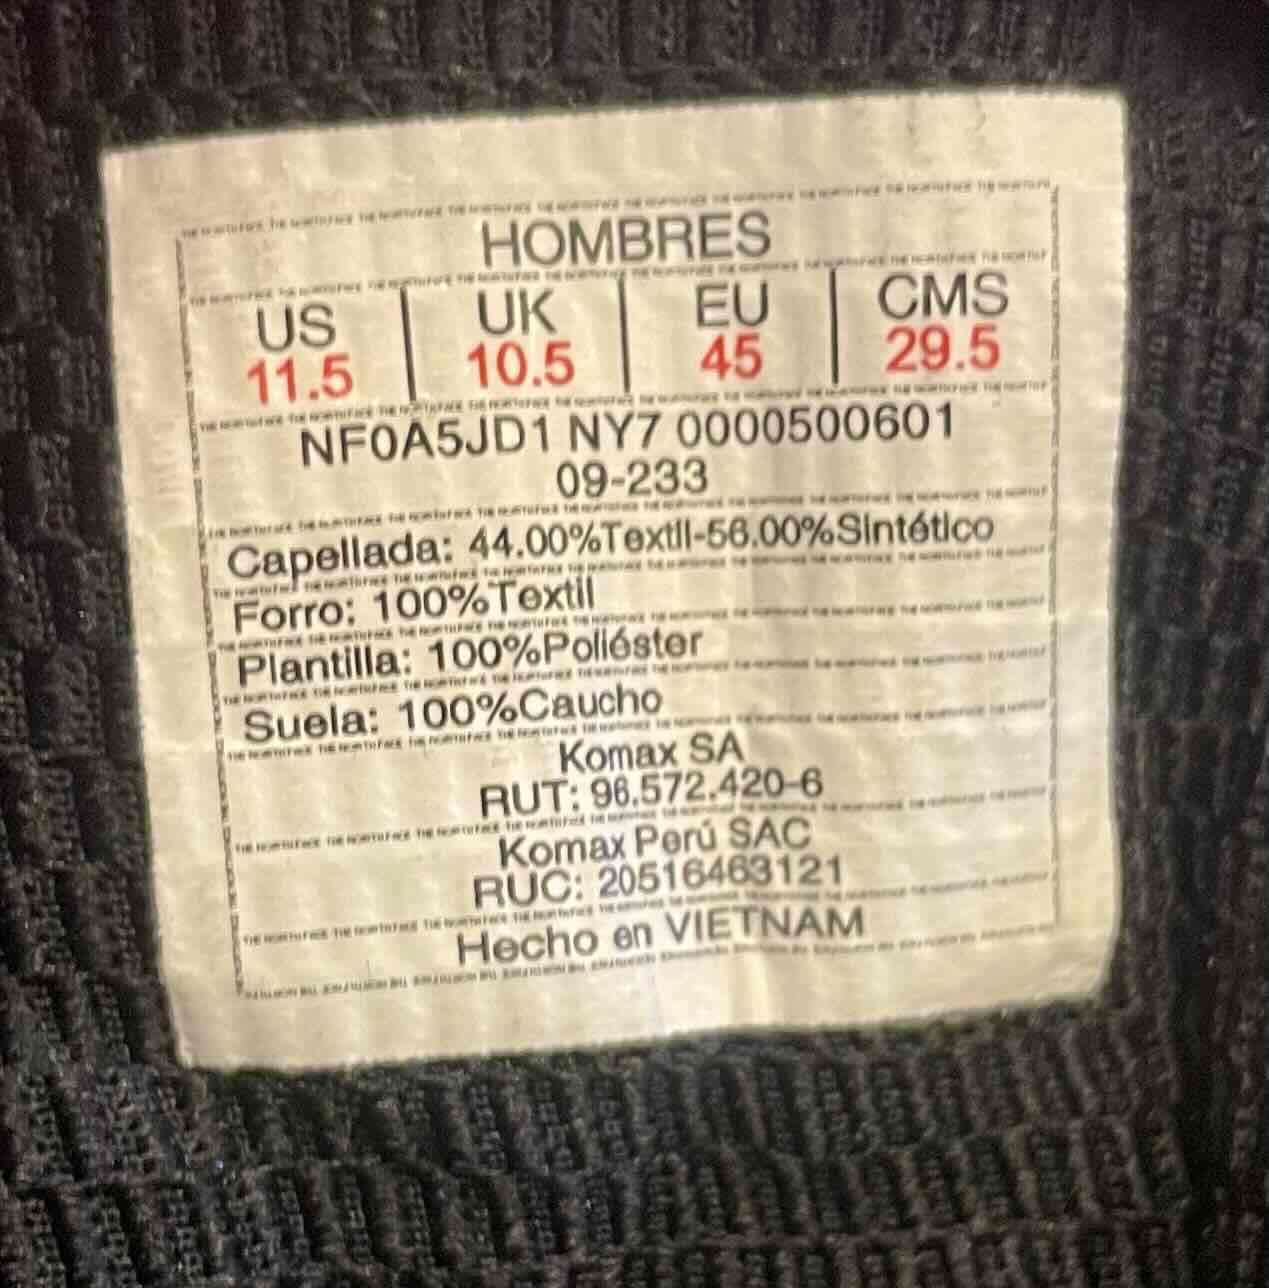 HOMBRES
US UK EU CMS
11.5 10.5 45 29.5
NF0A5JD1 NY7 0000500601
09-233
Capellada: 44.00%Textil-56.00%Sintético
Forro: 100%Textil
Plantilla: 100%Poliéster
Suela: 100%Caucho
Komax SA
RUT: 96.572.420-6
Komax Perú SAC
RUC: 20516463121
Hecho en VIETNAM